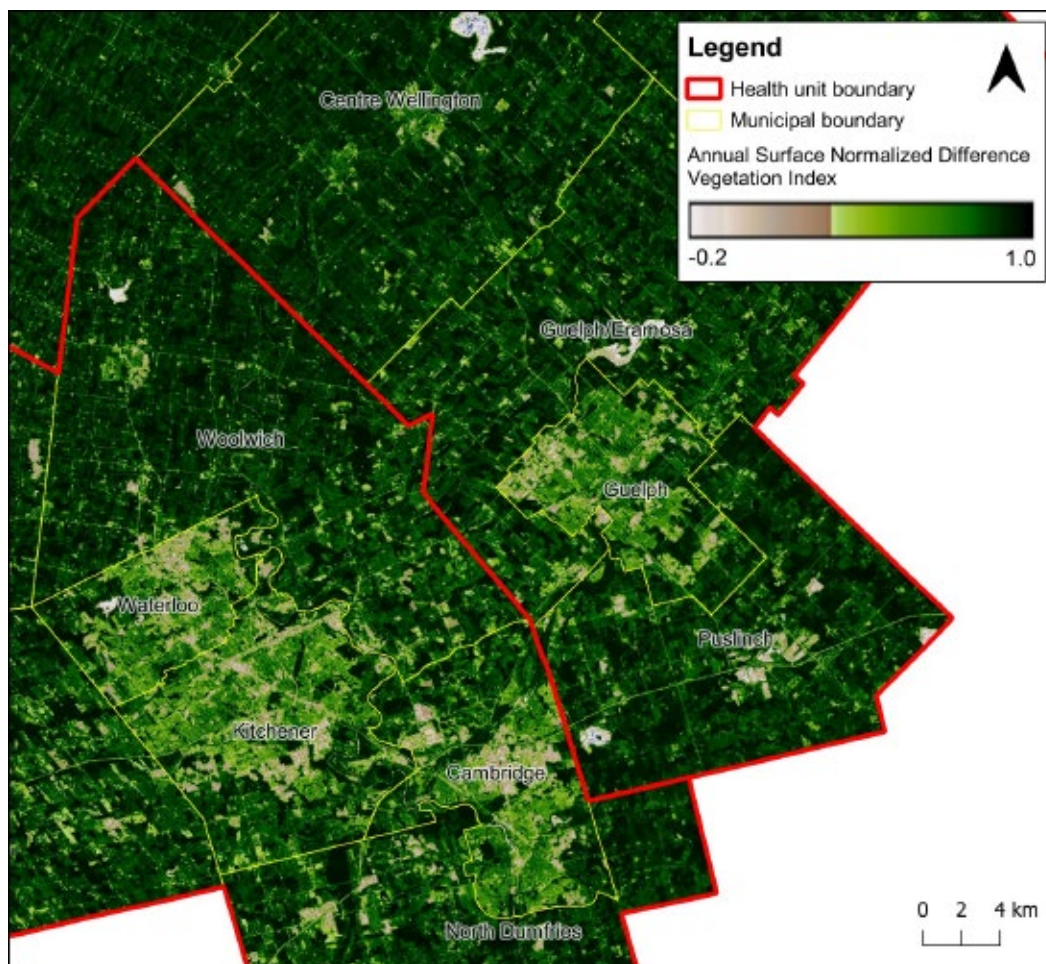 Legend
Health unit boundary
Municipal boundary
Annual Surface Normalized Difference
Vegetation Index
-0.2 1.0
Centre Wellington
Guelph/Eramosa
Woolwich
Guelph
Waterloo
Puslinch
Kitchener
Cambridge
North Dumfries
0 2 4 km